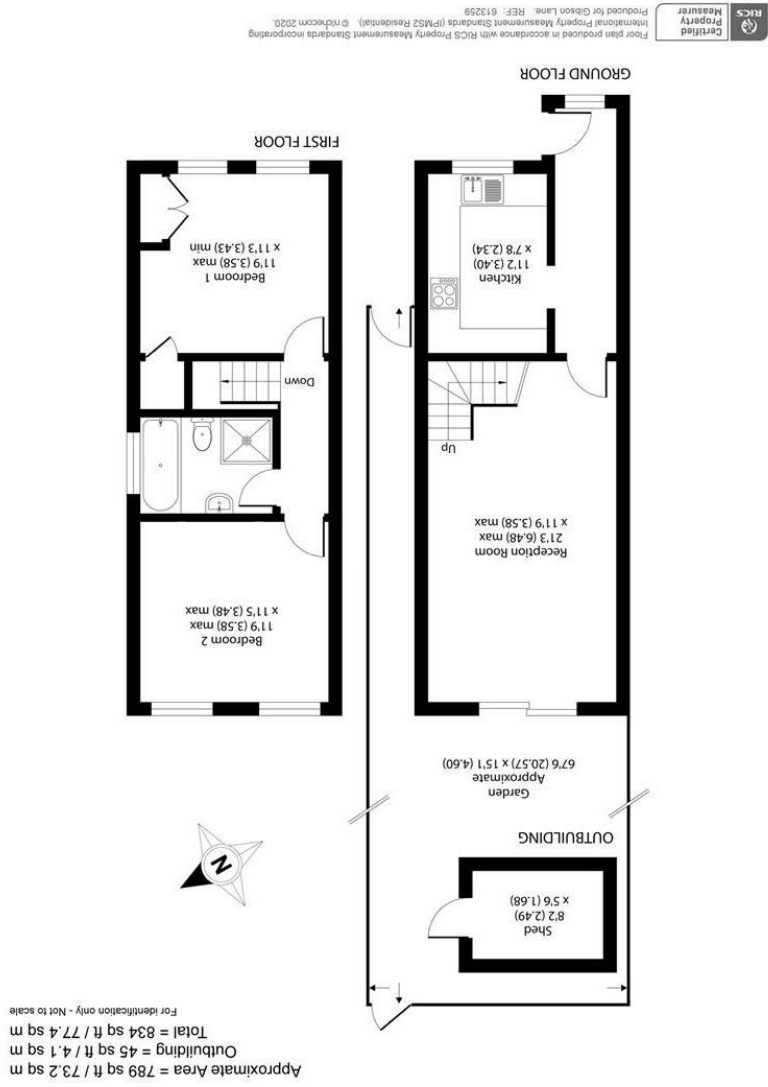 Approximate Area = 789 sq ft / 73.2 sq m
Outbuilding = 45 sq ft / 4.1 sq m
Total = 834 sq ft / 77.4 sq m
For identification only - Not to scale
Shed
8'2 (2.49)
x 5'6 (1.68)
OUTBUILDING
N
Garden
Approximate
67'6 (20.57) x 15'1 (4.60)
Reception Room
21'3 (6.48) max
x 11'9 (3.58) max
Up
Kitchen
11'2 (3.40)
x 7'8 (2.34)
GROUND FLOOR
Bedroom 2
11'9 (3.58) max
x 11'5 (3.48) max
Down
Bedroom 1
11'9 (3.58) max
x 11'3 (3.43) min
FIRST FLOOR
RICS
Certified
Property
Measurer
Floor plan produced in accordance with RICS Property Measurement Standards incorporating
International Property Measurement Standards (IPMS2 Residential). © nichecom 2020.
Produced for Gibson Lane. REF: 613259